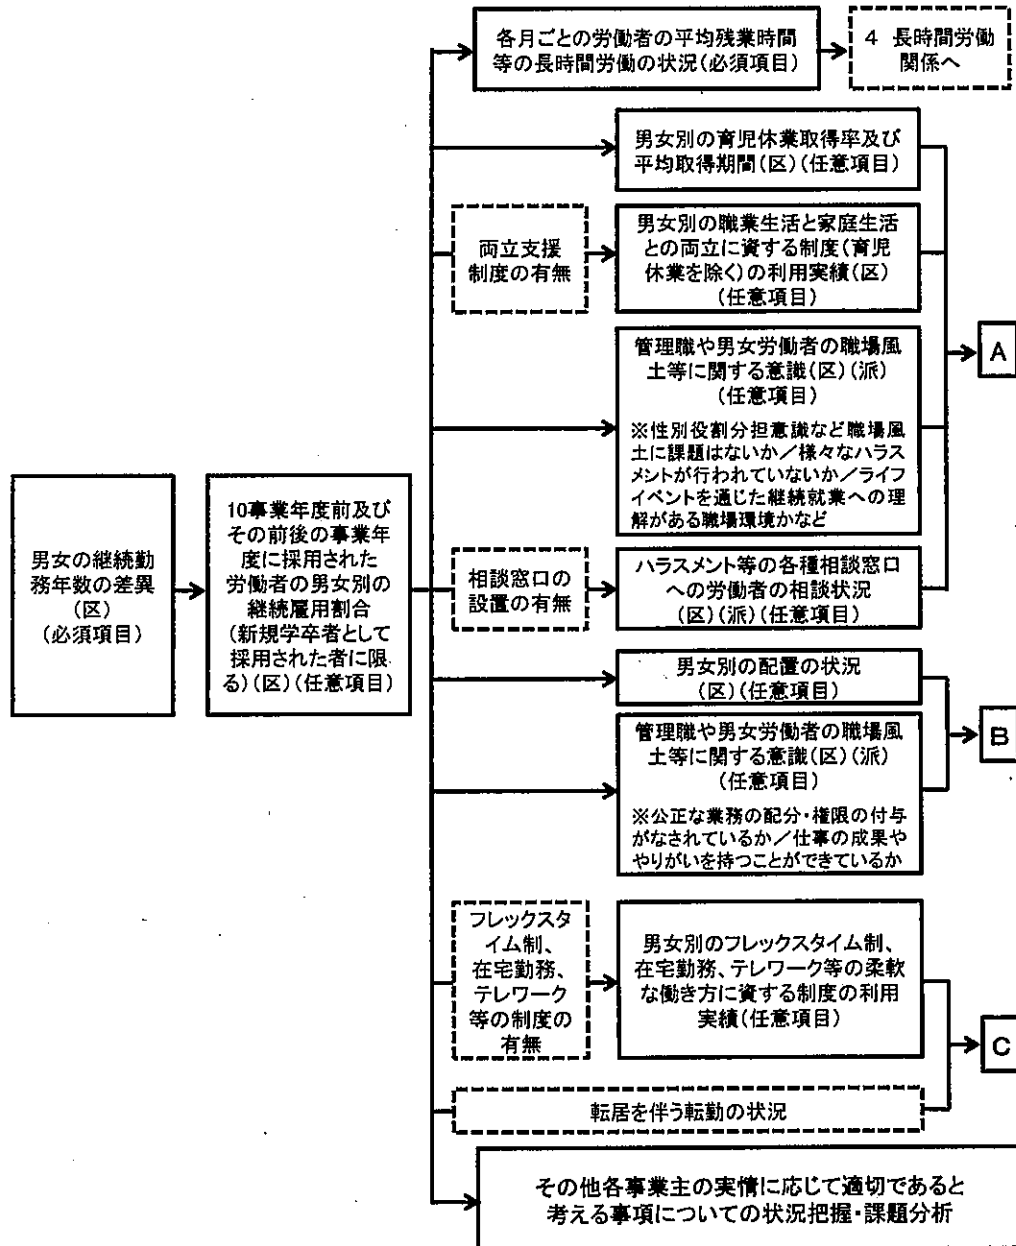 各月ごとの労働者の平均残業時間
等の長時間労働の状況(必須項目)
4 長時間労働
関係へ
男女別の育児休業取得率及び
平均取得期間(区)(任意項目)
両立支援
制度の有無
男女別の職業生活と家庭生活
との両立に資する制度(育児
休業を除く)の利用実績(区)
(任意項目)
管理職や男女労働者の職場風
土等に関する意識(区)(派)
(任意項目)
※性別役割分担意識など職場風
土に課題はないか/様々なハラス
メントが行われていないか/ライフ
イベントを通じた継続就業への理
解がある職場環境かなど
A
男女の継続勤
務年数の差異
(区)
(必須項目)
10事業年度前及び
その前後の事業年
度に採用された
労働者の男女別の
継続雇用割合
(新規学卒者として
採用された者に限
る)(区)(任意項目)
相談窓口の
設置の有無
ハラスメント等の各種相談窓口
への労働者の相談状況
(区)(派)(任意項目)
男女別の配置の状況
(区)(任意項目)
管理職や男女労働者の職場風
土等に関する意識(区)(派)
(任意項目)
※公正な業務の配分・権限の付与
がなされているか/仕事の成果や
やりがいを持つことができているか
B
フレックスタ
イム制、
在宅勤務、
テレワーク
等の制度の
有無
男女別のフレックスタイム制、
在宅勤務、テレワーク等の柔軟
な働き方に資する制度の利用
実績(任意項目)
C
転居を伴う転勤の状況
その他各事業主の実情に応じて適切であると
考える事項についての状況把握・課題分析